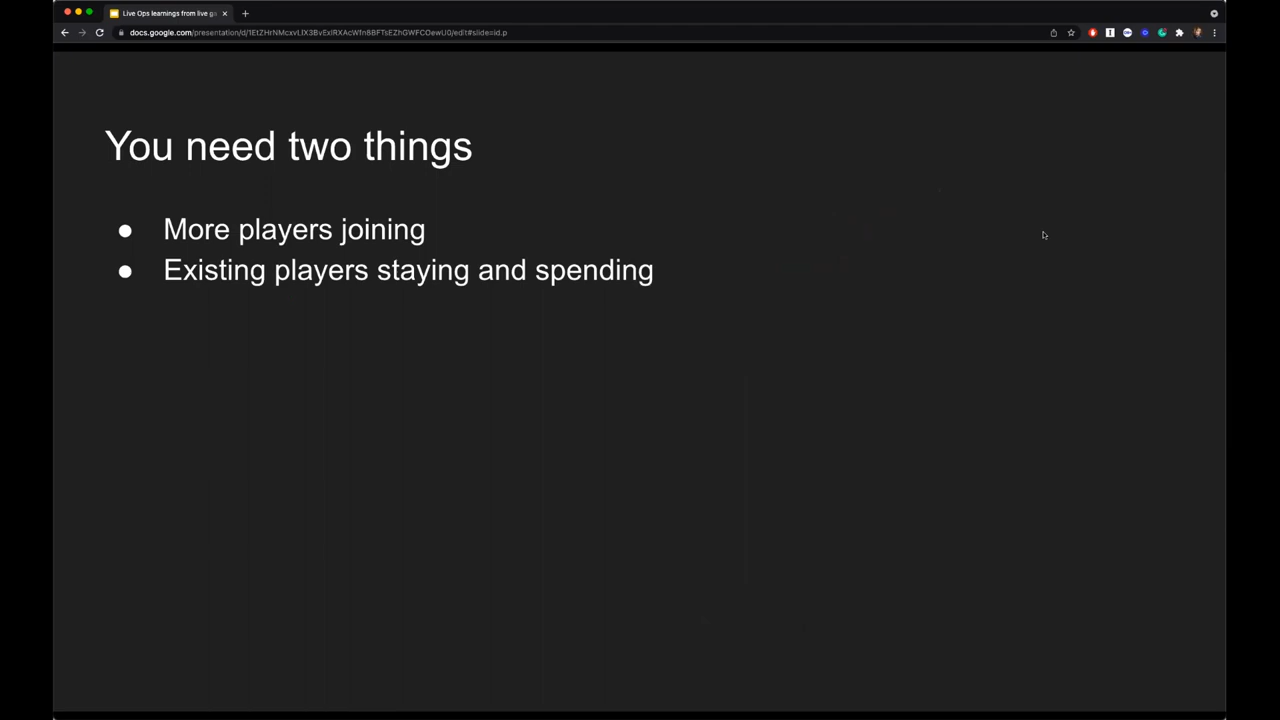 Live Ops learnings from live ga
docs.google.com/presentation/d/1EtZHrNMcxvLIX3BvExlRXAcWfn8BFTsEZhGWFCOewU0/edit#slide=id.p
You need two things
● More players joining
● Existing players staying and spending